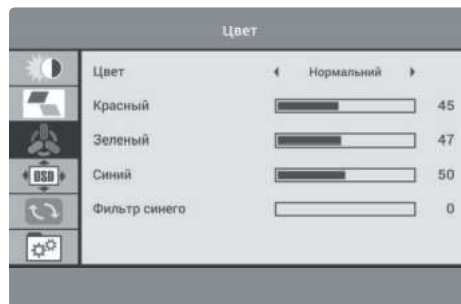 Цвет
Цвет Нормальный
Красный 45
Зеленый 47
Синий 50
Фильтр синего 0
OSD